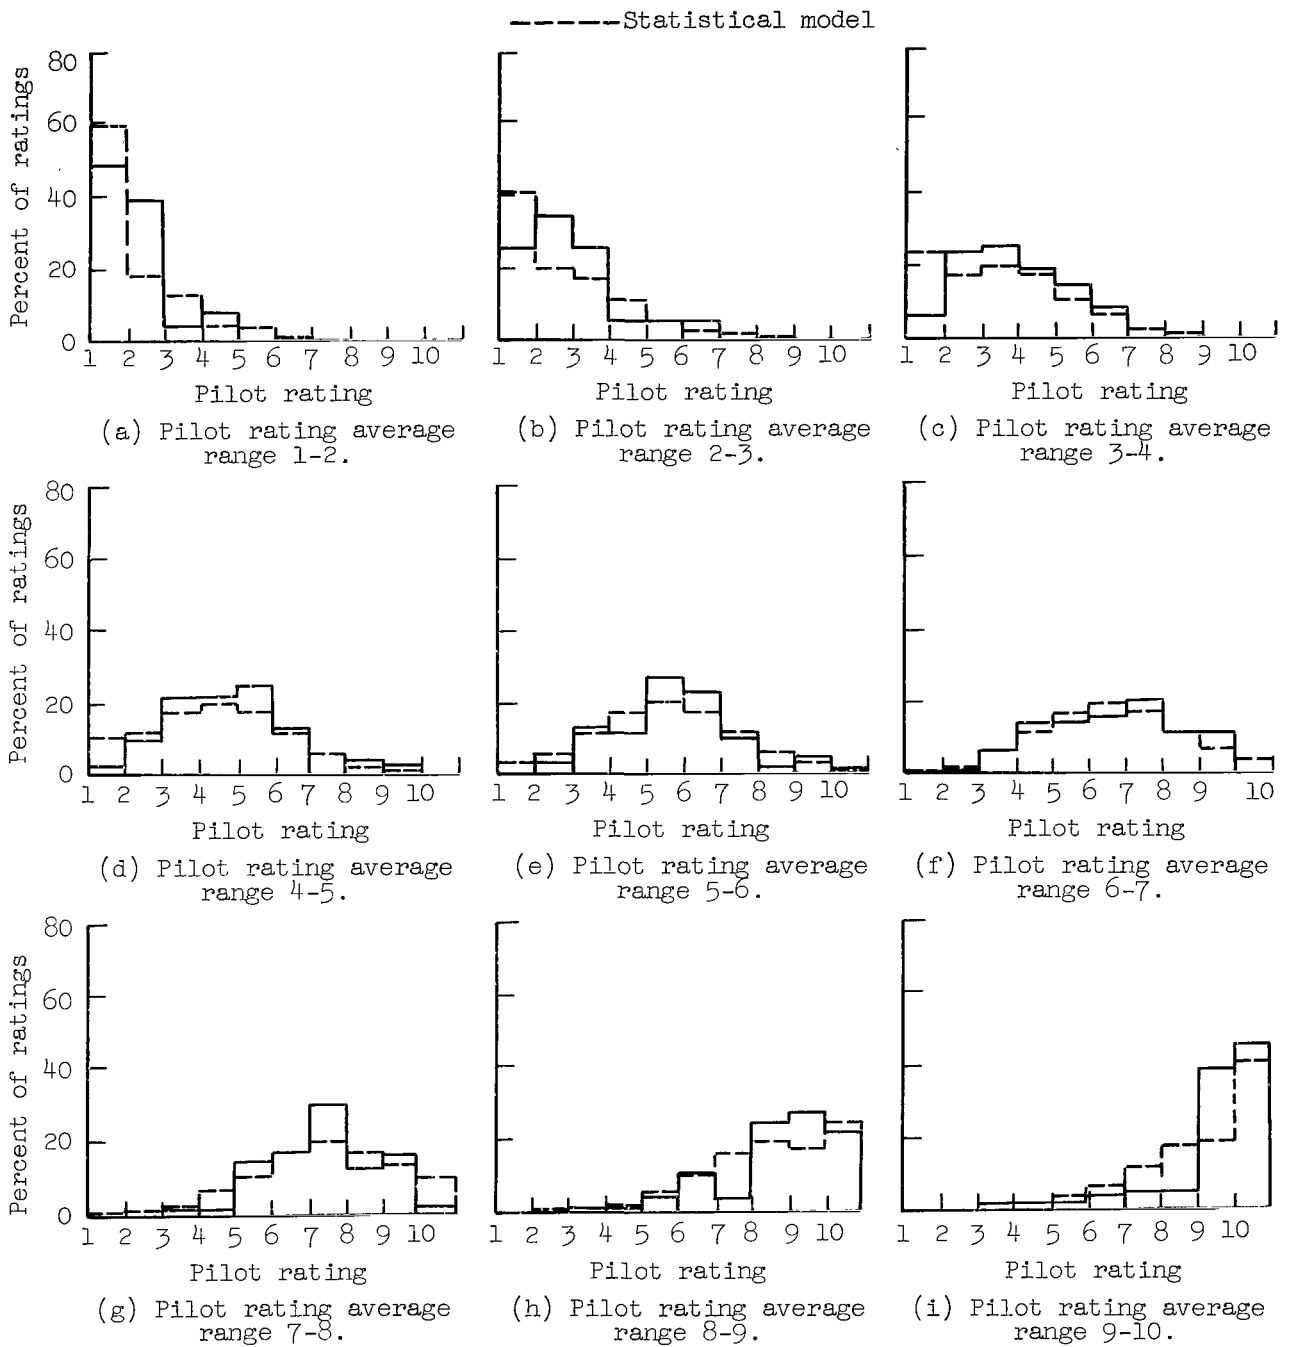 Statistical model
Percent of ratings
80
60
40
20
0
1 2 3 4 5 6 7 8 9 10
Pilot rating
(a) Pilot rating average
range 1-2.
1 2 3 4 5 6 7 8 9 10
Pilot rating
(b) Pilot rating average
range 2-3.
1 2 3 4 5 6 7 8 9 10
Pilot rating
(c) Pilot rating average
range 3-4.
Percent of ratings
80
60
40
20
0
1 2 3 4 5 6 7 8 9 10
Pilot rating
(d) Pilot rating average
range 4-5.
1 2 3 4 5 6 7 8 9 10
Pilot rating
(e) Pilot rating average
range 5-6.
1 2 3 4 5 6 7 8 9 10
Pilot rating
(f) Pilot rating average
range 6-7.
Percent of ratings
80
60
40
20
0
1 2 3 4 5 6 7 8 9 10
Pilot rating
(g) Pilot rating average
range 7-8.
1 2 3 4 5 6 7 8 9 10
Pilot rating
(h) Pilot rating average
range 8-9.
1 2 3 4 5 6 7 8 9 10
Pilot rating
(i) Pilot rating average
range 9-10.